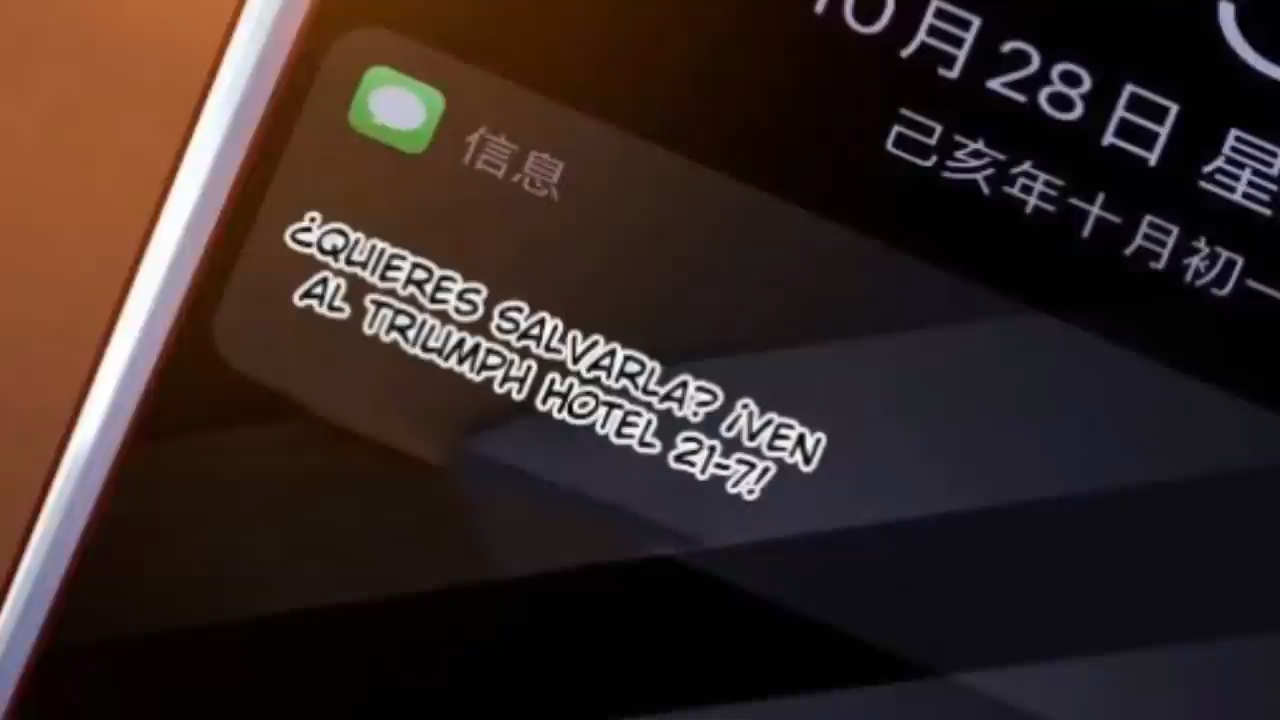 10月28日 星
己亥年十月初一
信息
¿QUIERES SALVARLA? ¡VEN
AL TRIUMPH HOTEL 21-7!